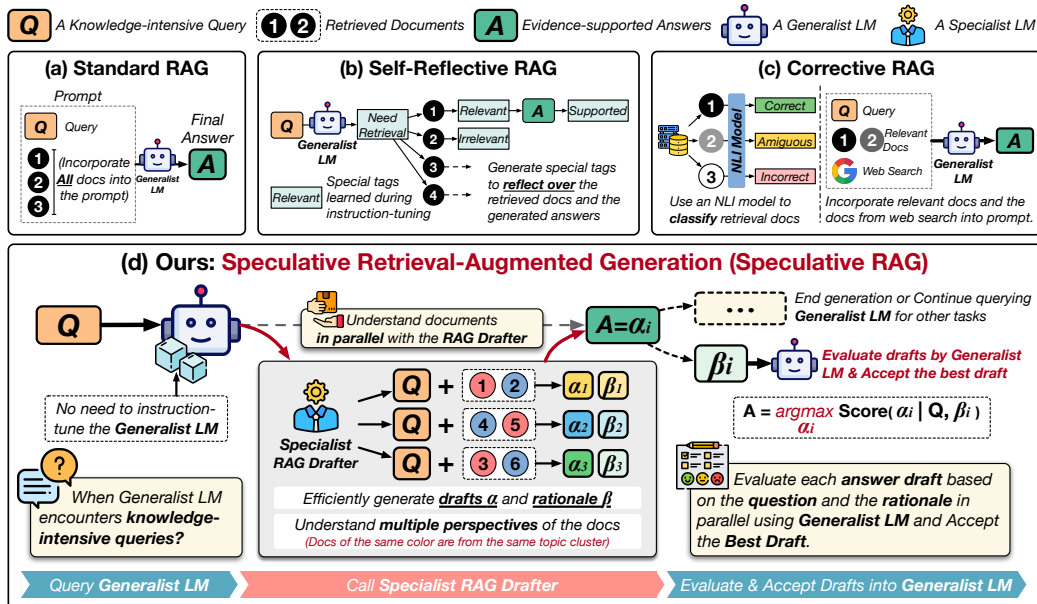 Q A Knowledge-intensive Query
1 2 Retrieved Documents
A Evidence-supported Answers
A Generalist LM
A Specialist LM
(a) Standard RAG
Prompt
Q Query
1
2
3
(Incorporate
All docs into
the prompt)
Generalist
LM
Final
Answer
A
(b) Self-Reflective RAG
Q
Generalist
LM
Need
Retrieval
1 Relevant A Supported
2 Irrelevant
3
4
Relevant
Special tags
learned during
instruction-tuning
Generate special tags
to reflect over the
retrieved docs and the
generated answers
(c) Corrective RAG
1
2
3
NLI Model
Correct
Amiguous
Incorrect
Use an NLI model to
classify retrieval docs
Q Query
1 2 Relevant
Docs
G Web Search
Generalist
LM
A
Incorporate relevant docs and the
docs from web search into prompt.
(d) Ours: Speculative Retrieval-Augmented Generation (Speculative RAG)
Q
No need to instruction-
tune the Generalist LM
?
When Generalist LM
encounters knowledge-
intensive queries?
Understand documents
in parallel with the RAG Drafter
Specialist
RAG Drafter
Q + 1 2 α1 β1
Q + 4 5 α2 β2
Q + 3 6 α3 β3
Efficiently generate drafts α and rationale β
Understand multiple perspectives of the docs
(Docs of the same color are from the same topic cluster)
A=αi
...
End generation or Continue querying
Generalist LM for other tasks
βi
Evaluate drafts by Generalist
LM & Accept the best draft
A = argmax Score( αi | Q, βi )
αi
Evaluate each answer draft based
on the question and the rationale in
parallel using Generalist LM and Accept
the Best Draft.
Query Generalist LM
Call Specialist RAG Drafter
Evaluate & Accept Drafts into Generalist LM